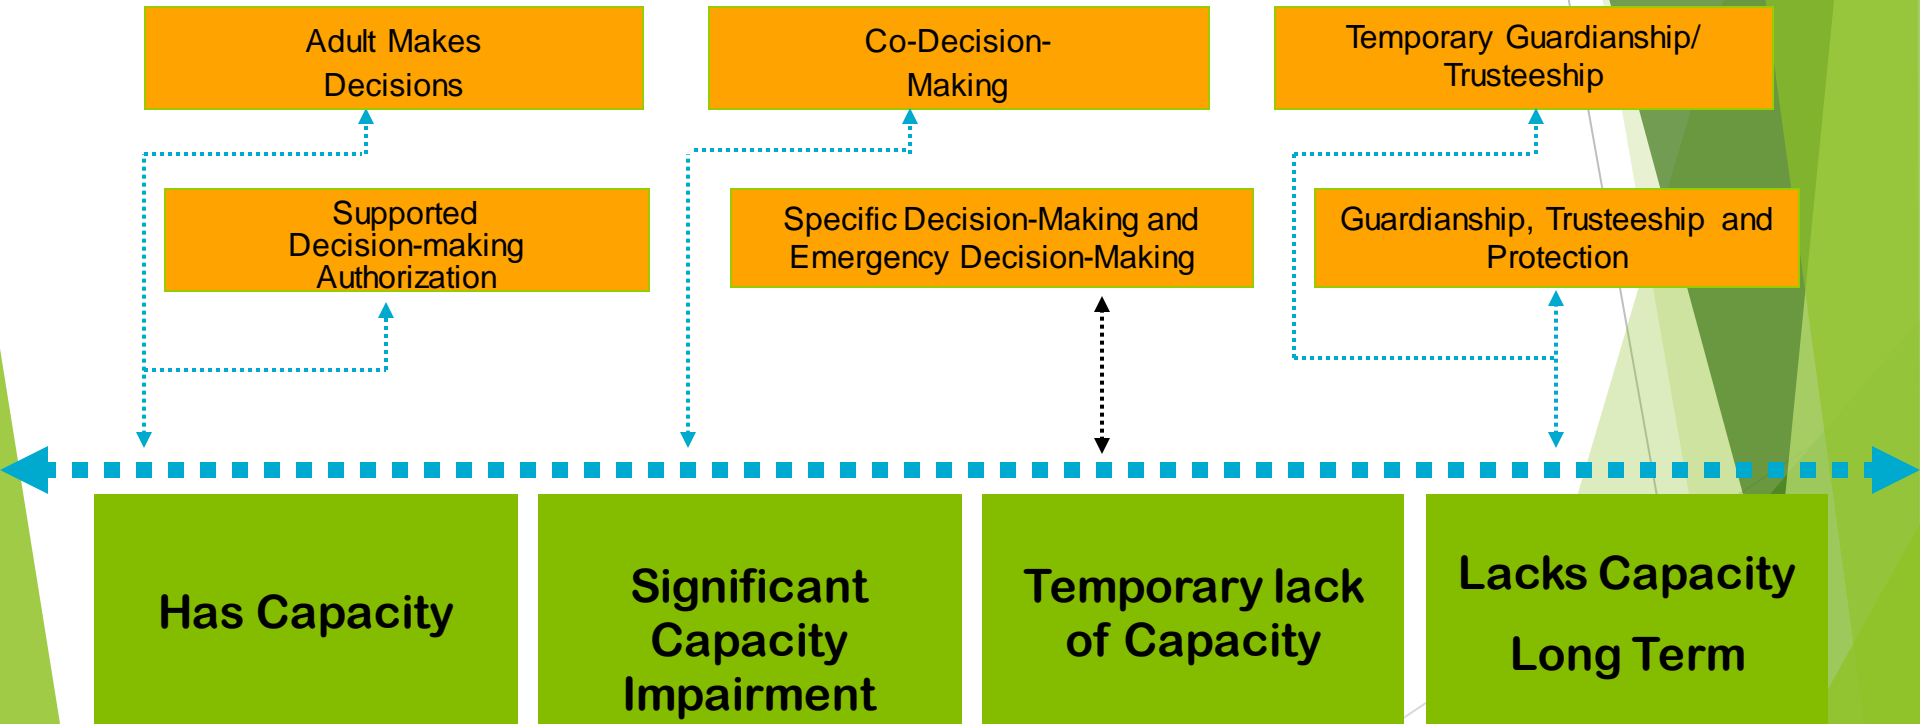 Adult Makes
Decisions
Co-Decision-
Making
Temporary Guardianship/
Trusteeship
Supported
Decision-making
Authorization
Specific Decision-Making and
Emergency Decision-Making
Guardianship, Trusteeship and
Protection
Has Capacity
Significant
Capacity
Impairment
Temporary lack
of Capacity
Lacks Capacity
Long Term